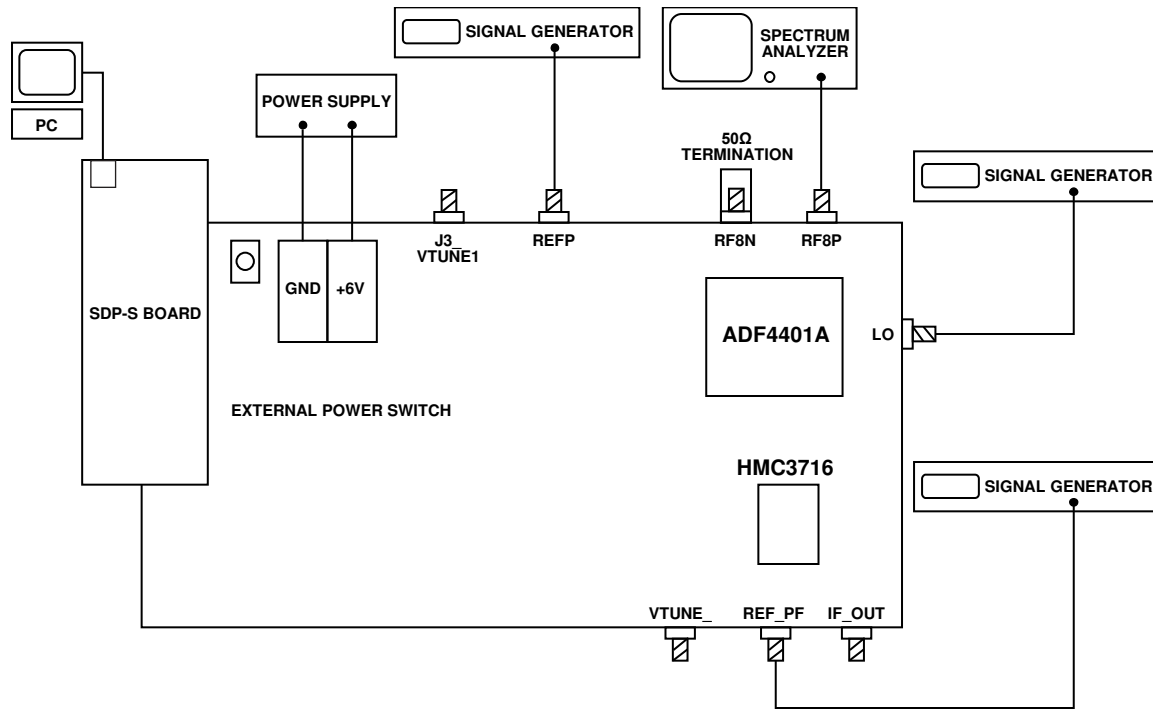 SIGNAL GENERATOR
SPECTRUM
ANALYZER
PC
POWER SUPPLY
50Ω
TERMINATION
SIGNAL GENERATOR
J3_
VTUNE1
REFP
RF8N
RF8P
GND
+6V
SDP-S BOARD
ADF4401A
LO
EXTERNAL POWER SWITCH
HMC3716
SIGNAL GENERATOR
VTUNE_
REF_PF
IF_OUT